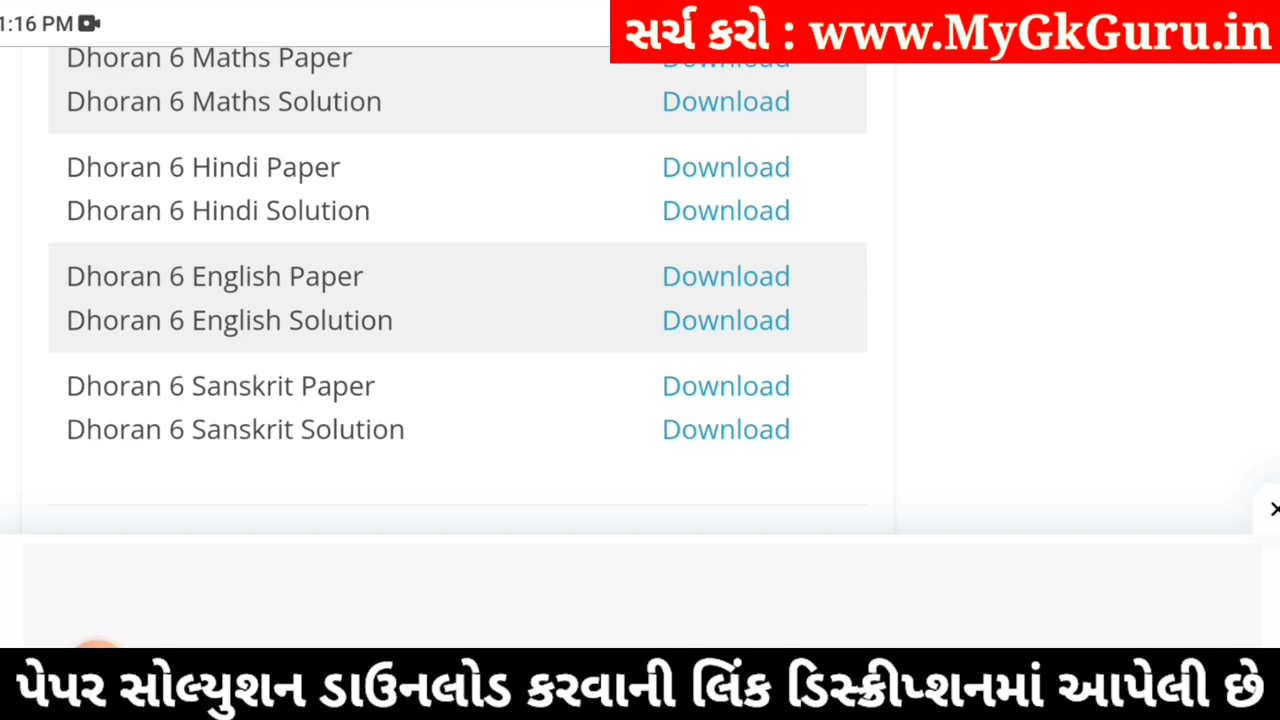 1:16 PM
સર્ચ કરો : www.MyGkGuru.in
Dhoran 6 Maths Paper Download
Dhoran 6 Maths Solution Download
Dhoran 6 Hindi Paper Download
Dhoran 6 Hindi Solution Download
Dhoran 6 English Paper Download
Dhoran 6 English Solution Download
Dhoran 6 Sanskrit Paper Download
Dhoran 6 Sanskrit Solution Download
પેપર સોલ્યુશન ડાઉનલોડ કરવાની લિંક ડિસ્ક્રીપ્શનમાં આપેલી છે